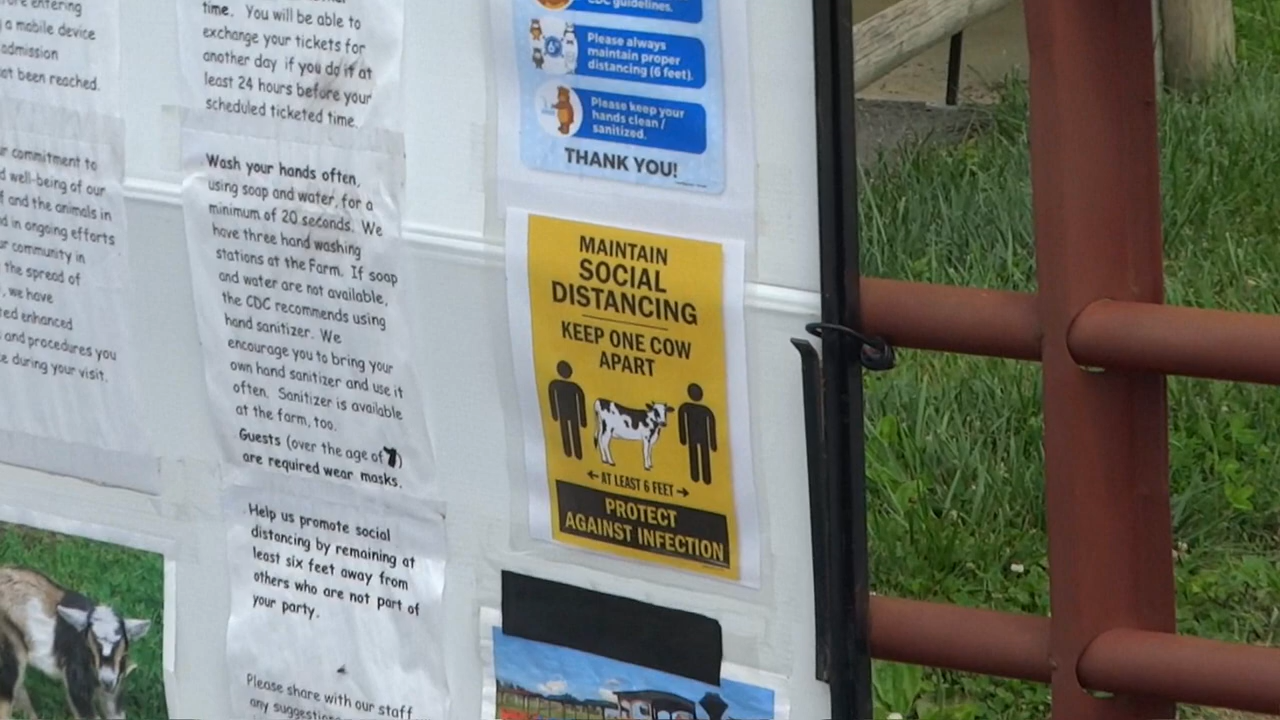 entering
a mobile device
admission
been reached.
commitment to
well-being of our
and the animals in
in ongoing efforts
community in
the spread of
, we have
enhanced
and procedures you
during your visit.
time. You will be able to
exchange your tickets for
another day if you do it at
least 24 hours before your
scheduled ticketed time.
Wash your hands often,
using soap and water, for a
minimum of 20 seconds. We
have three hand washing
stations at the Farm. If soap
and water are not available,
the CDC recommends using
hand sanitizer. We
encourage you to bring your
own hand sanitizer and use it
often. Sanitizer is available
at the farm, too.
Guests (over the age of )
are required wear masks.
Help us promote social
distancing by remaining at
least six feet away from
others who are not part of
your party.
Please share with our staff
any
CDC guidelines.
Please always
maintain proper
distancing (6 feet).
Please keep your
hands clean /
sanitized.
THANK YOU!
MAINTAIN
SOCIAL
DISTANCING
KEEP ONE COW
APART
←AT LEAST 6 FEET→
PROTECT
AGAINST INFECTION